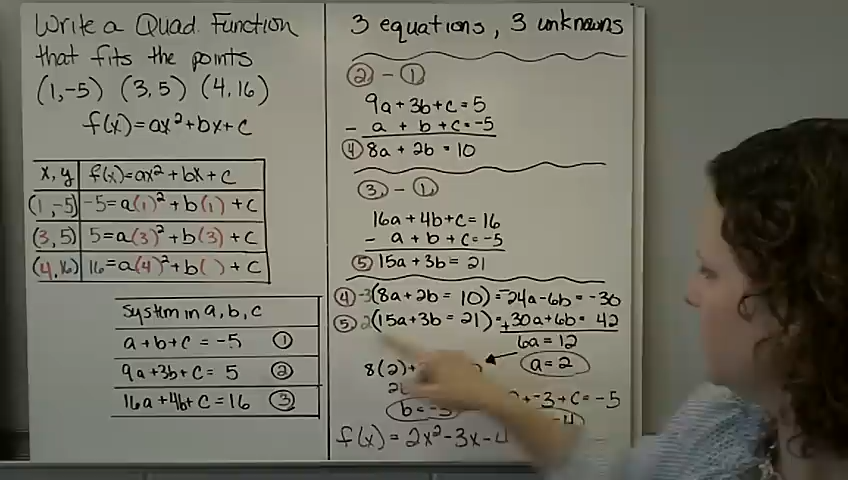 Write a Quad. Function
that fits the points
(1,-5) (3,5) (4,16)
f(x)=ax²+bx+c
x, y f(x)=ax²+bx+c
(1,-5) -5=a(1)²+b(1)+c
(3,5) 5=a(3)²+b(3)+c
(4,16) 16=a(4)²+b( )+c
System in a, b, c
a+b+c = -5 ①
9a+3b+c = 5 ②
16a+4b+c = 16 ③
3 equations, 3 unknowns
② - ①
9a+3b+c=5
- a+b+c=-5
④ 8a+2b = 10
③ - ①
16a+4b+c=16
- a+b+c=-5
⑤ 15a+3b = 21
④ -3(8a+2b = 10) = -24a-6b = -30
⑤ 2(15a+3b = 21) = +30a+6b = 42
6a = 12
a = 2
8(2)+
2b
b = -3
+ -3 + c = -5
-4
f(x) = 2x²-3x-4